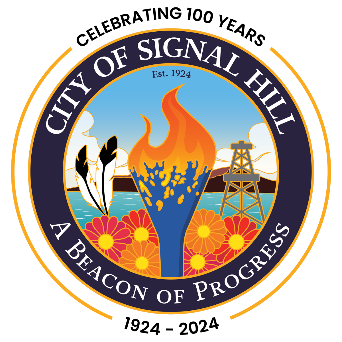 CELEBRATING 100 YEARS
CITY OF SIGNAL HILL
Est. 1924
A BEACON OF PROGRESS
1924 - 2024